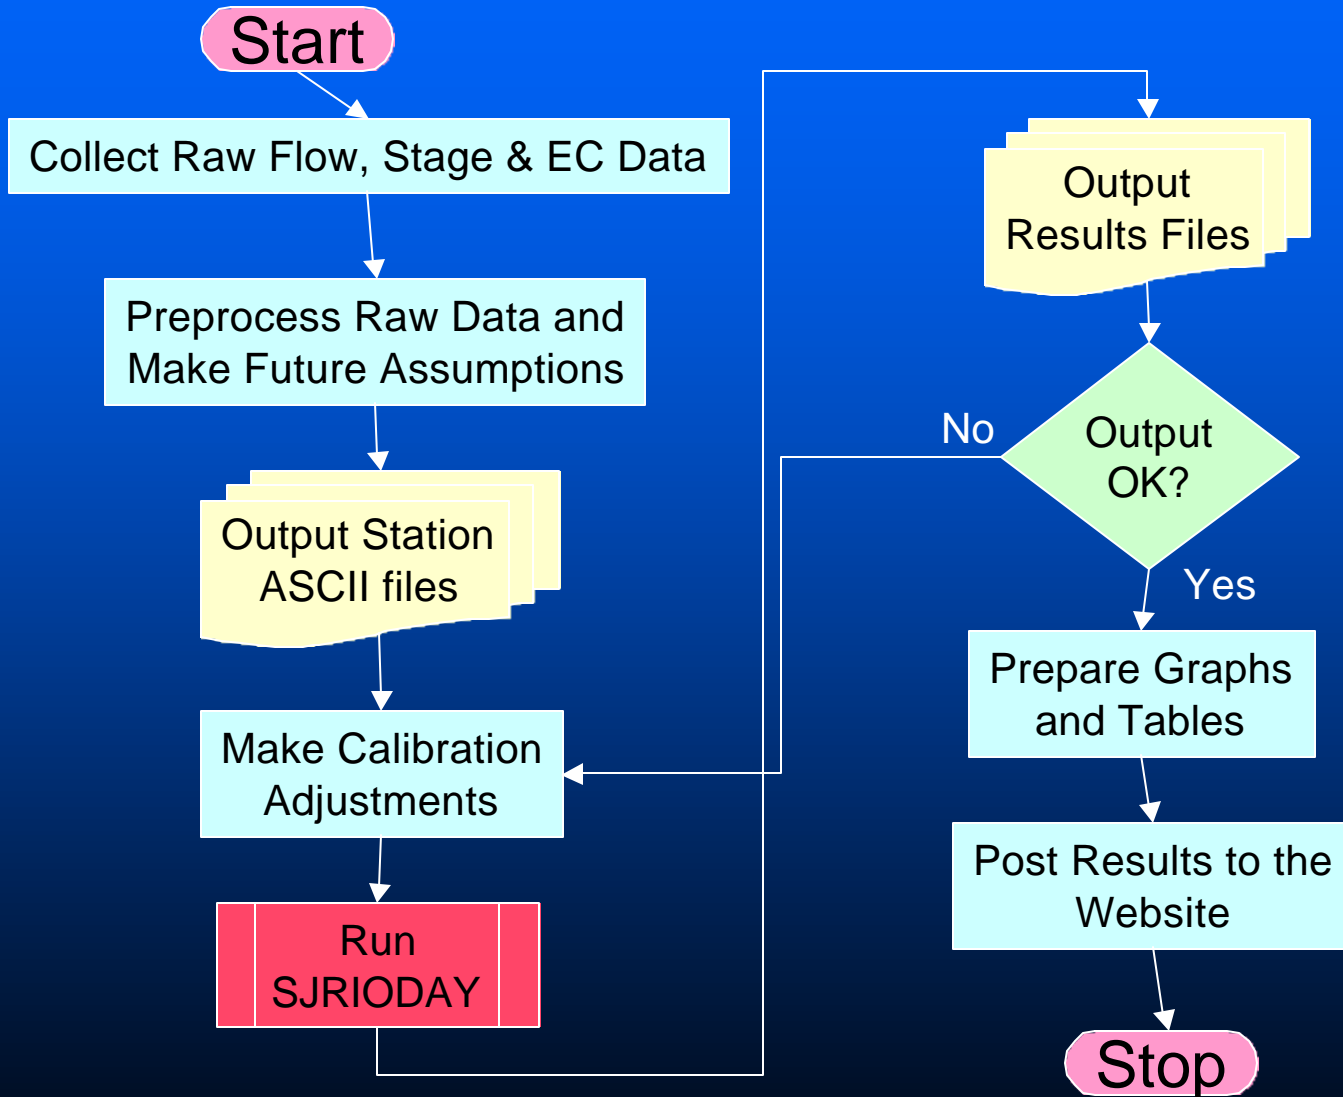 Start
Collect Raw Flow, Stage & EC Data
Preprocess Raw Data and
Make Future Assumptions
Output Station
ASCII files
Make Calibration
Adjustments
Run
SJRIODAY
Output
Results Files
Output
OK?
No
Yes
Prepare Graphs
and Tables
Post Results to the
Website
Stop